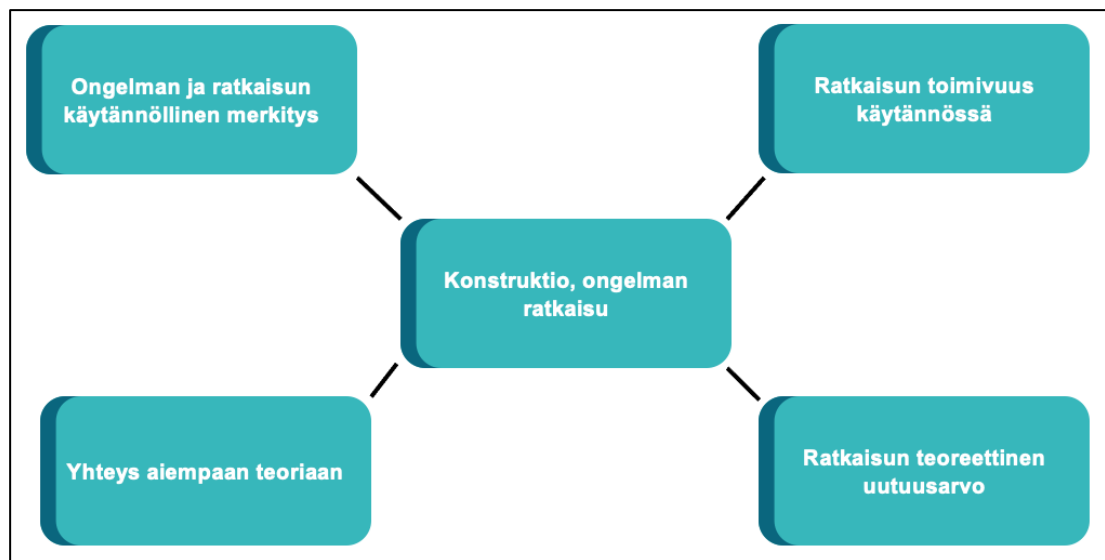 Ongelman ja ratkaisun
käytännöllinen merkitys
Ratkaisun toimivuus
käytännössä
Konstruktio, ongelman
ratkaisu
Yhteys aiempaan teoriaan
Ratkaisun teoreettinen
uutuusarvo